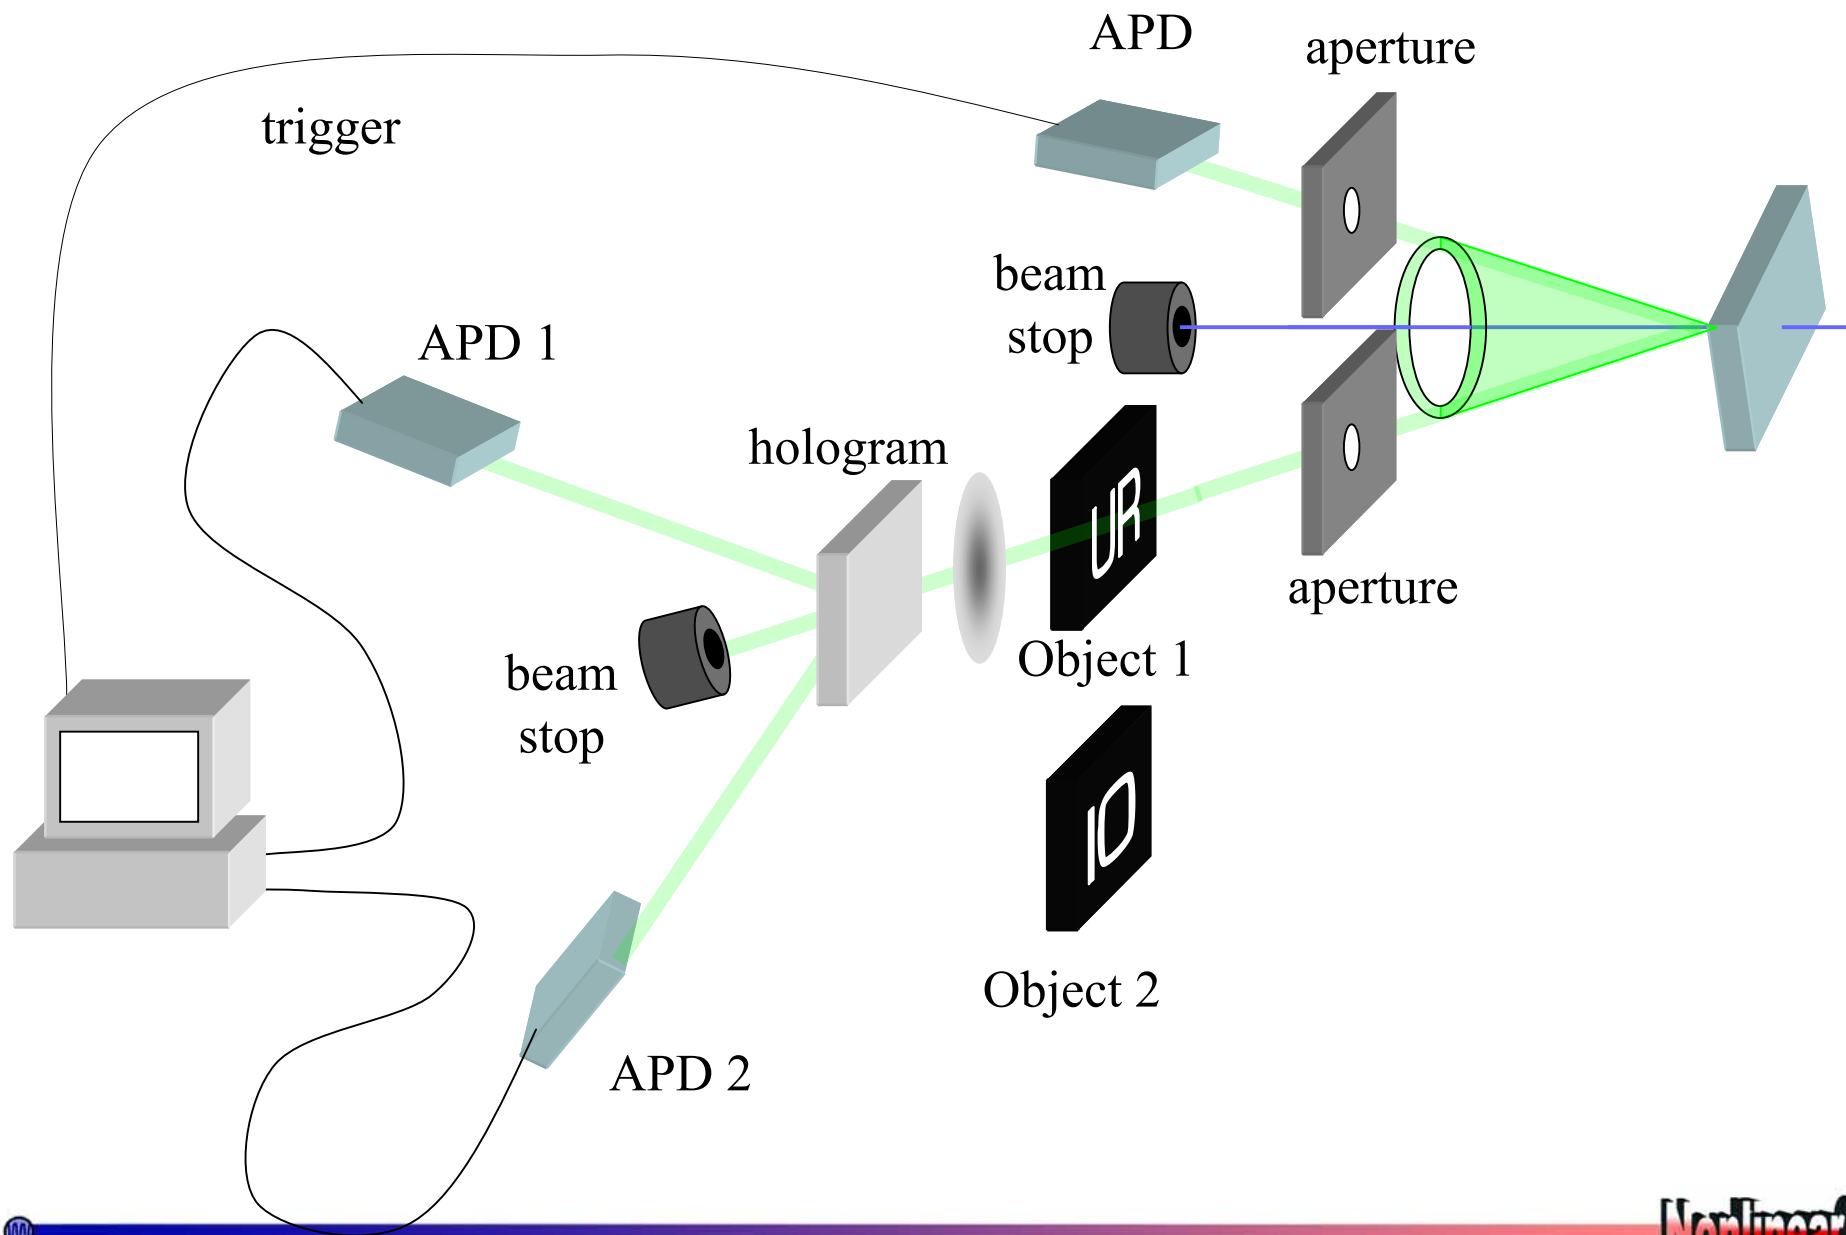 APD
aperture
trigger
beam
stop
APD 1
hologram
UR
aperture
Object 1
beam
stop
IO
Object 2
APD 2
Nonlinear